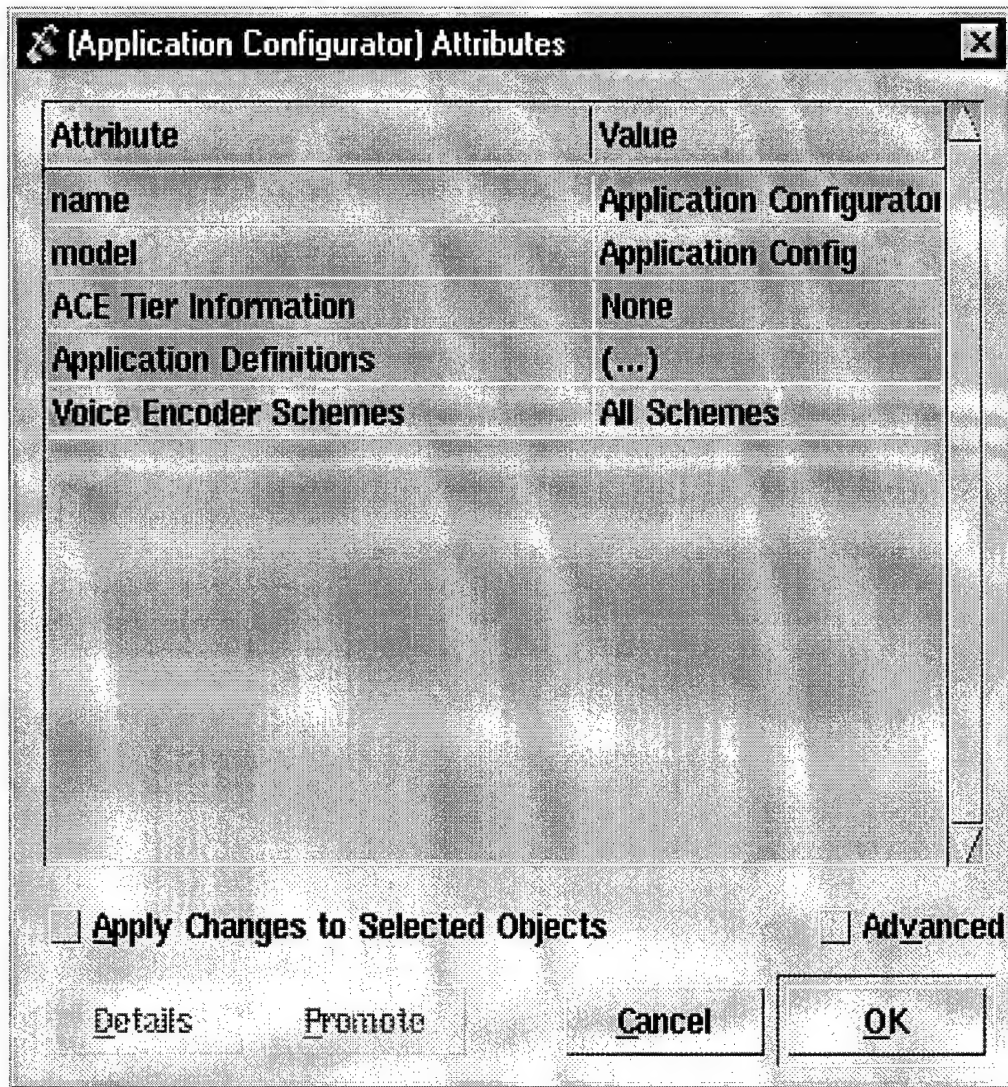 (Application Configurator) Attributes
Attribute Value
name Application Configurator
model Application Config
ACE Tier Information None
Application Definitions (...)
Voice Encoder Schemes All Schemes
Apply Changes to Selected Objects Advanced
Details Promote Cancel OK